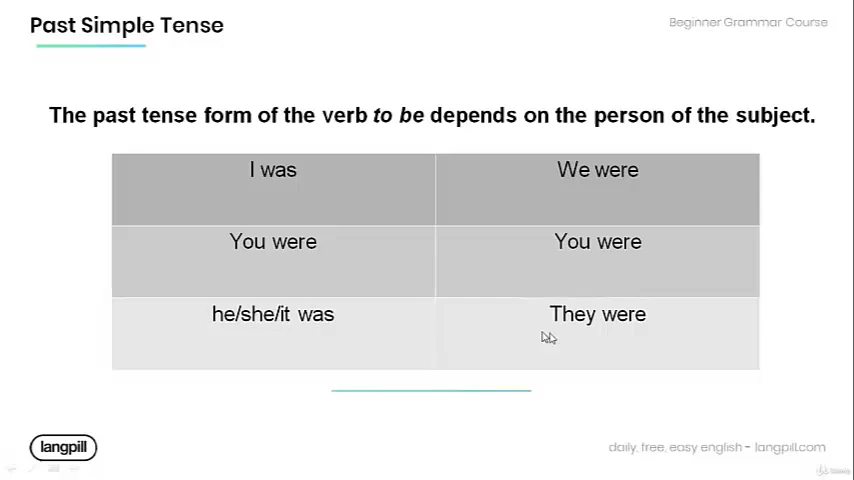 Past Simple Tense
Beginner Grammar Course
The past tense form of the verb to be depends on the person of the subject.
I was
We were
You were
You were
he/she/it was
They were
langpill
daily, free, easy english - langpill.com
Udemy